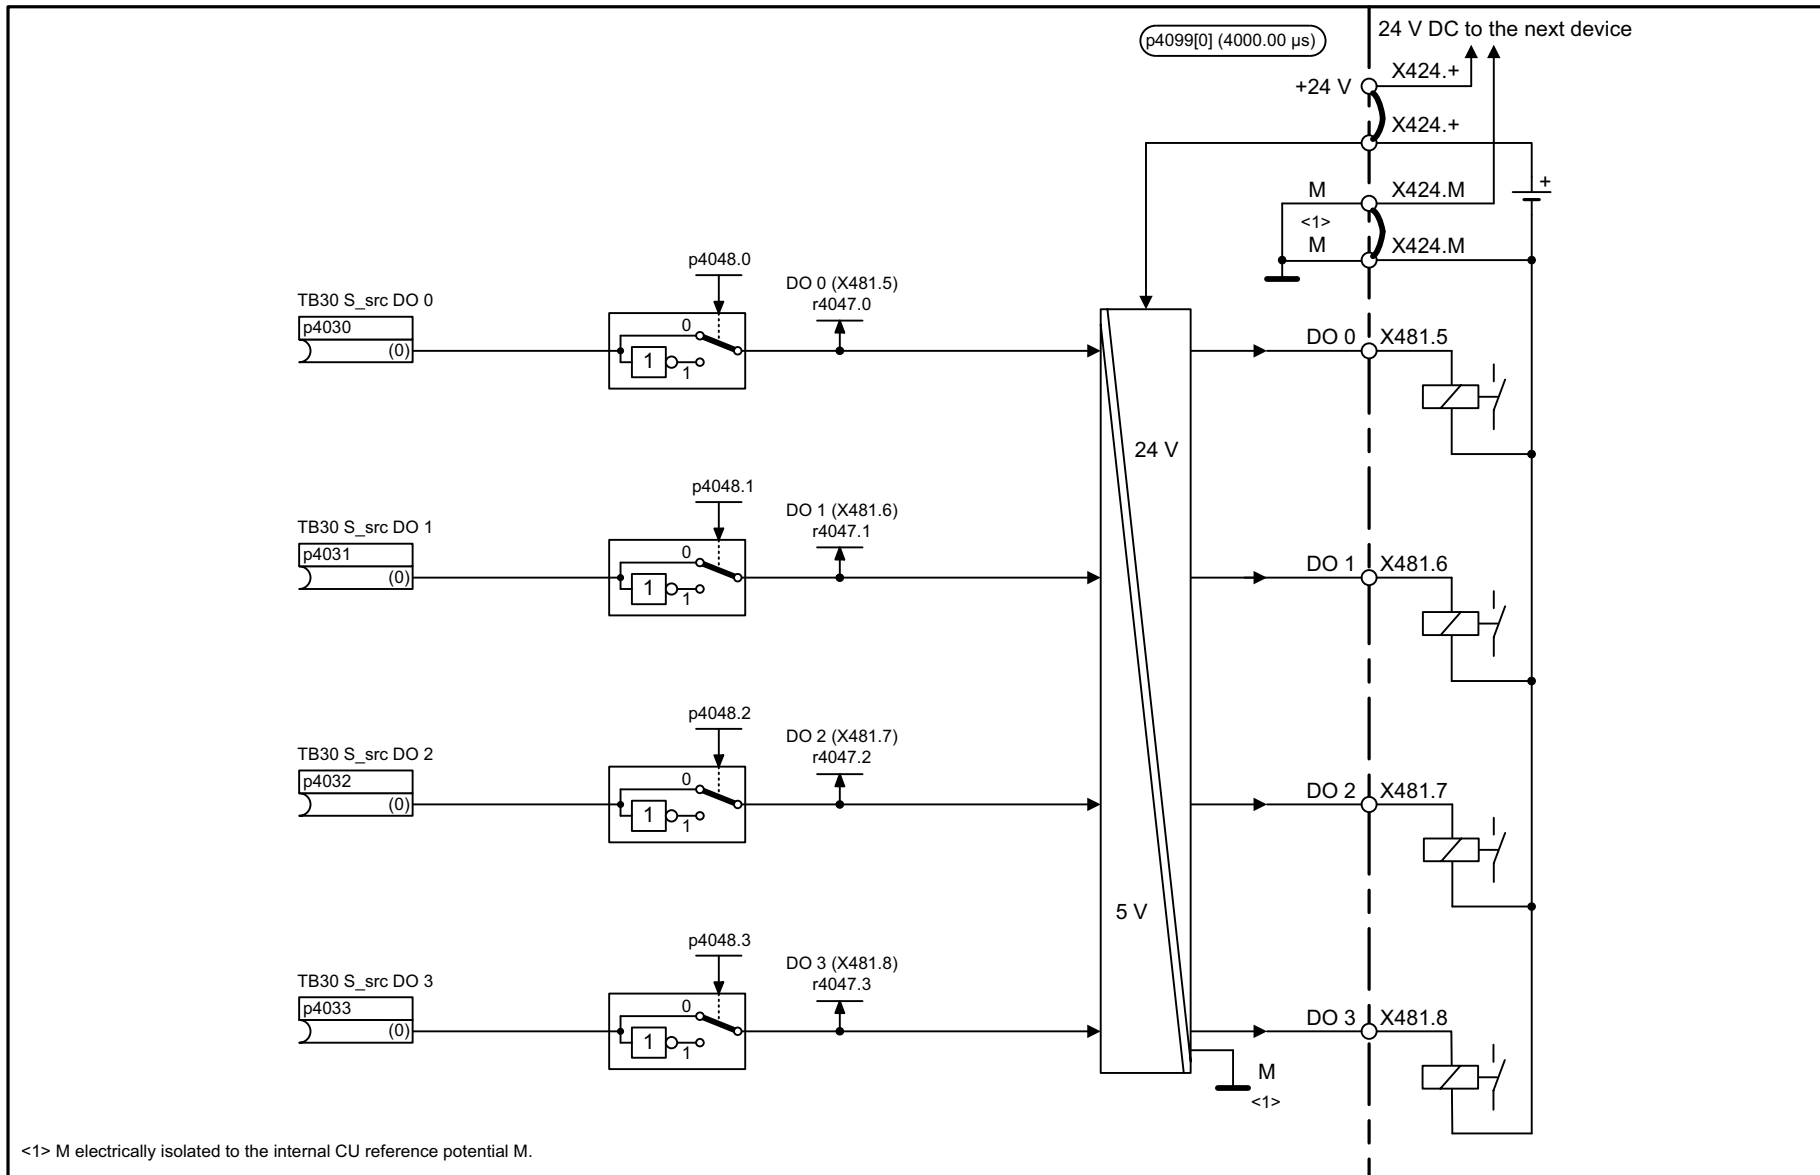 p4099[0] (4000.00 µs)
24 V DC to the next device
+24 V
X424.+
X424.+
M
X424.M
+
<1>
M
X424.M
p4048.0
DO 0 (X481.5)
r4047.0
TB30 S_src DO 0
p4030
(0)
0
1
1
DO 0
X481.5
24 V
p4048.1
DO 1 (X481.6)
r4047.1
TB30 S_src DO 1
p4031
(0)
0
1
1
DO 1
X481.6
p4048.2
DO 2 (X481.7)
r4047.2
TB30 S_src DO 2
p4032
(0)
0
1
1
DO 2
X481.7
5 V
p4048.3
DO 3 (X481.8)
r4047.3
TB30 S_src DO 3
p4033
(0)
0
1
1
DO 3
X481.8
M
<1>
<1> M electrically isolated to the internal CU reference potential M.